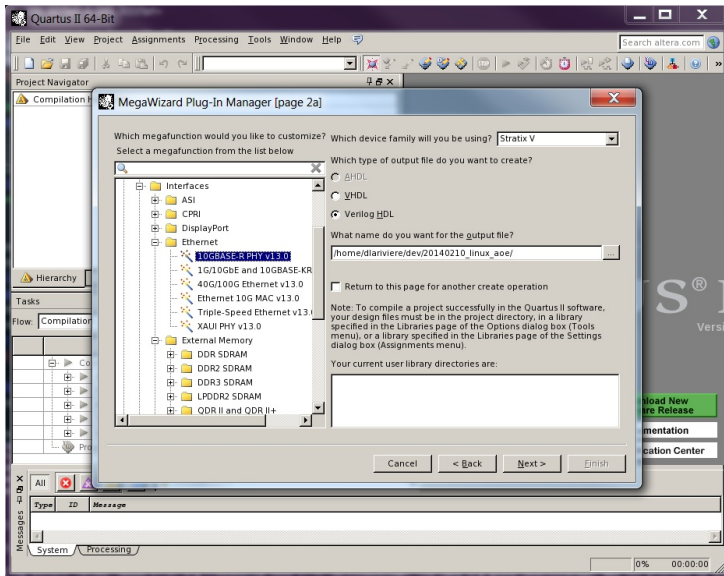 Quartus II 64-Bit
File Edit View Project Assignments Processing Tools Window Help
Search altera.com
Project Navigator
Compilation H
Hierarchy
Tasks
Flow: Compilation
Co
Pro
MegaWizard Plug-In Manager [page 2a]
Which megafunction would you like to customize?
Select a megafunction from the list below
Interfaces
ASI
CPRI
DisplayPort
Ethernet
10GBASE-R PHY v13.0
1G/10GbE and 10GBASE-KR
40G/100G Ethernet v13.0
Ethernet 10G MAC v13.0
Triple-Speed Ethernet v13.
XAUI PHY v13.0
External Memory
DDR SDRAM
DDR2 SDRAM
DDR3 SDRAM
LPDDR2 SDRAM
QDR II and QDR II+
Which device family will you be using? Stratix V
Which type of output file do you want to create?
AHDL
VHDL
Verilog HDL
What name do you want for the output file?
/home/dlariviere/dev/20140210_linux_aoe/
...
Return to this page for another create operation
Note: To compile a project successfully in the Quartus II software,
your design files must be in the project directory, in a library
specified in the Libraries page of the Options dialog box (Tools
menu), or a library specified in the Libraries page of the Settings
dialog box (Assignments menu).
Your current user library directories are:
Cancel < Back Next > Finish
S®
Versi
nload New
are Release
mentation
cation Center
All
Type ID Message
Messages
System Processing
0% 00:00:00